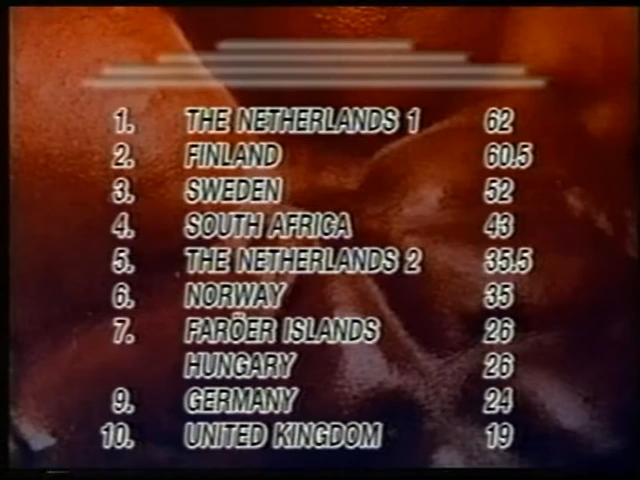 1. THE NETHERLANDS 1 62
2. FINLAND 60.5
3. SWEDEN 52
4. SOUTH AFRICA 43
5. THE NETHERLANDS 2 35.5
6. NORWAY 35
7. FARÖER ISLANDS 26
HUNGARY 26
9. GERMANY 24
10. UNITED KINGDOM 19